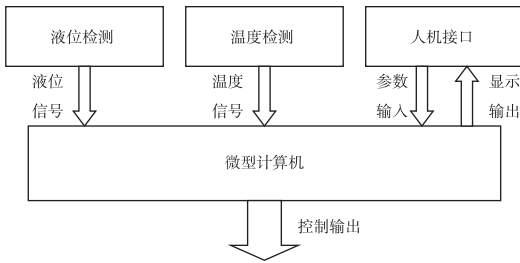 液位检测 温度检测 人机接口
液位 温度 参数 显示
信号 信号 输入 输出
微型计算机
控制输出